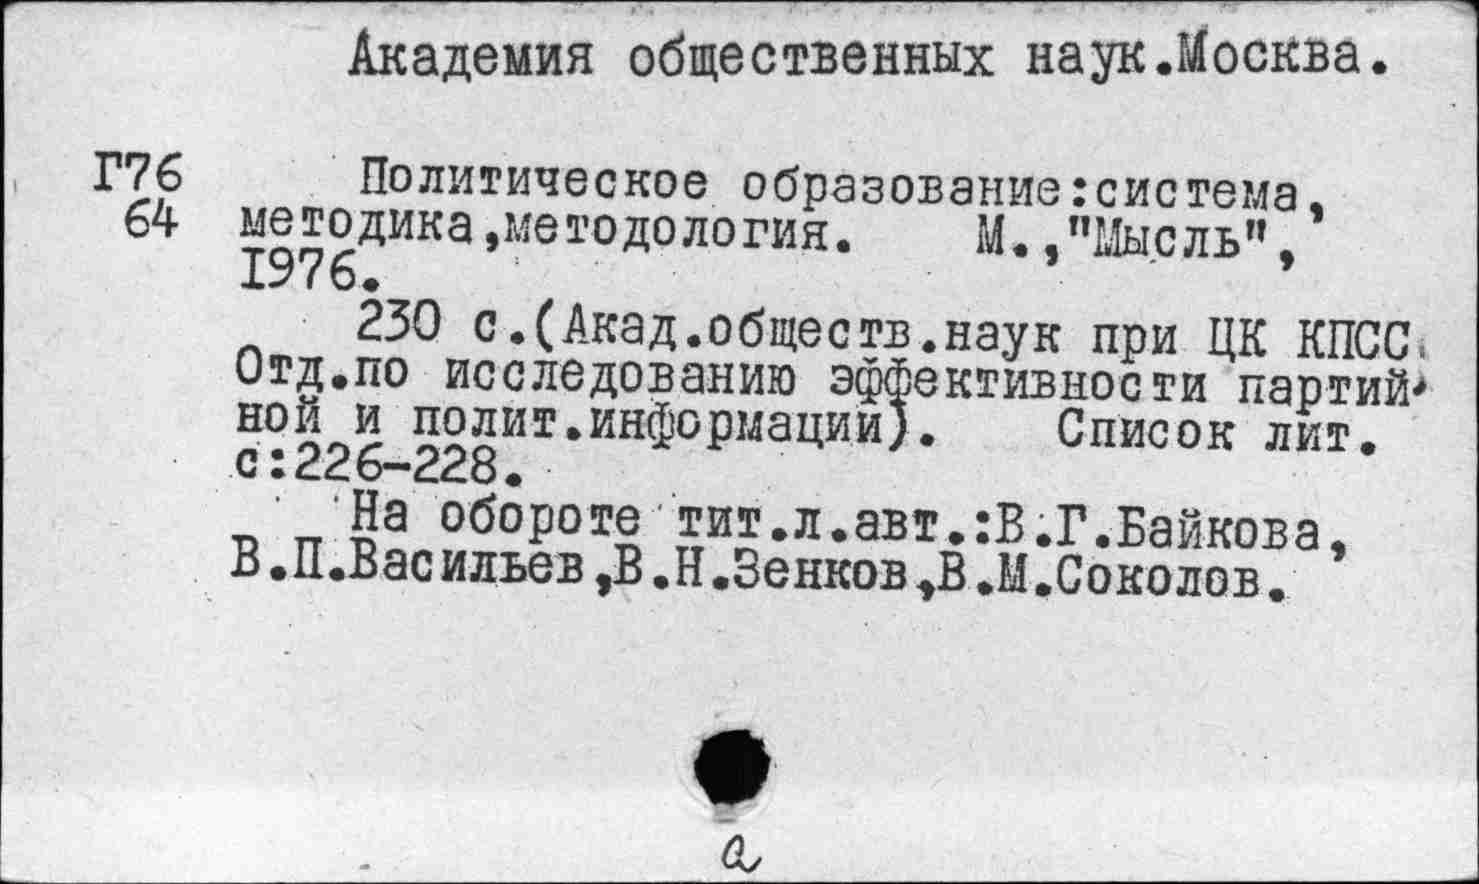 Академия общественных наук.Москва.
Г76 Политическое образование:система,
64 методика,методология. М.,"Мысль",
1976.
230 с.(Акад.обществ.наук при ЦК КПСС.
Отд.по исследованию эффективности партий-
ной и полит.информации). Список лит.
с:226-228.
На обороте тит.л.авт.:В.Г.Байкова,
В.П.Васильев,В.Н.Зенков,В.М.Соколов.
а